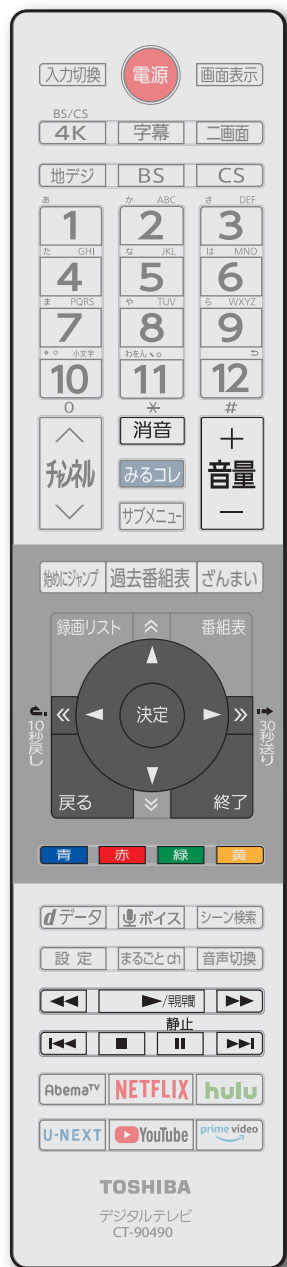 入力切換 電源 画面表示
BS/CS
4K 字幕 二画面
地デジ BS CS
あ か ABC さ DEF
1 2 3
た GHI な JKL は MNO
4 5 6
ま PQRS や TUV ら WXYZ
7 8 9
゛゜ 小文字 わをん、。
10 11 12
0 * #
消音 +
チャンネル みるコレ 音量
サブメニュー −
始めにジャンプ 過去番組表 ざんまい
録画リスト 番組表
10秒戻し 決定 30秒送り
戻る 終了
青 赤 緑 黄
dデータ ボイス シーン検索
設定 まるごとch 音声切換
静止
AbemaTV NETFLIX hulu
U-NEXT YouTube prime video
TOSHIBA
デジタルテレビ
CT-90490